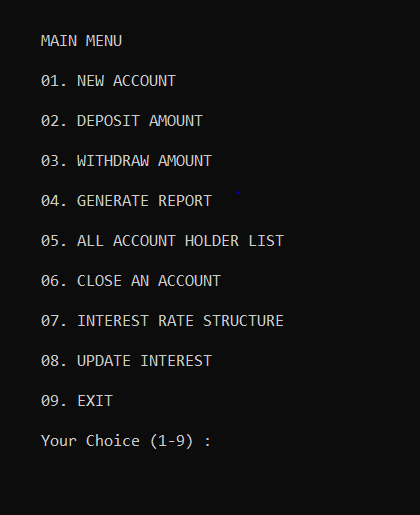 MAIN MENU
01. NEW ACCOUNT
02. DEPOSIT AMOUNT
03. WITHDRAW AMOUNT
04. GENERATE REPORT
05. ALL ACCOUNT HOLDER LIST
06. CLOSE AN ACCOUNT
07. INTEREST RATE STRUCTURE
08. UPDATE INTEREST
09. EXIT
Your Choice (1-9) :